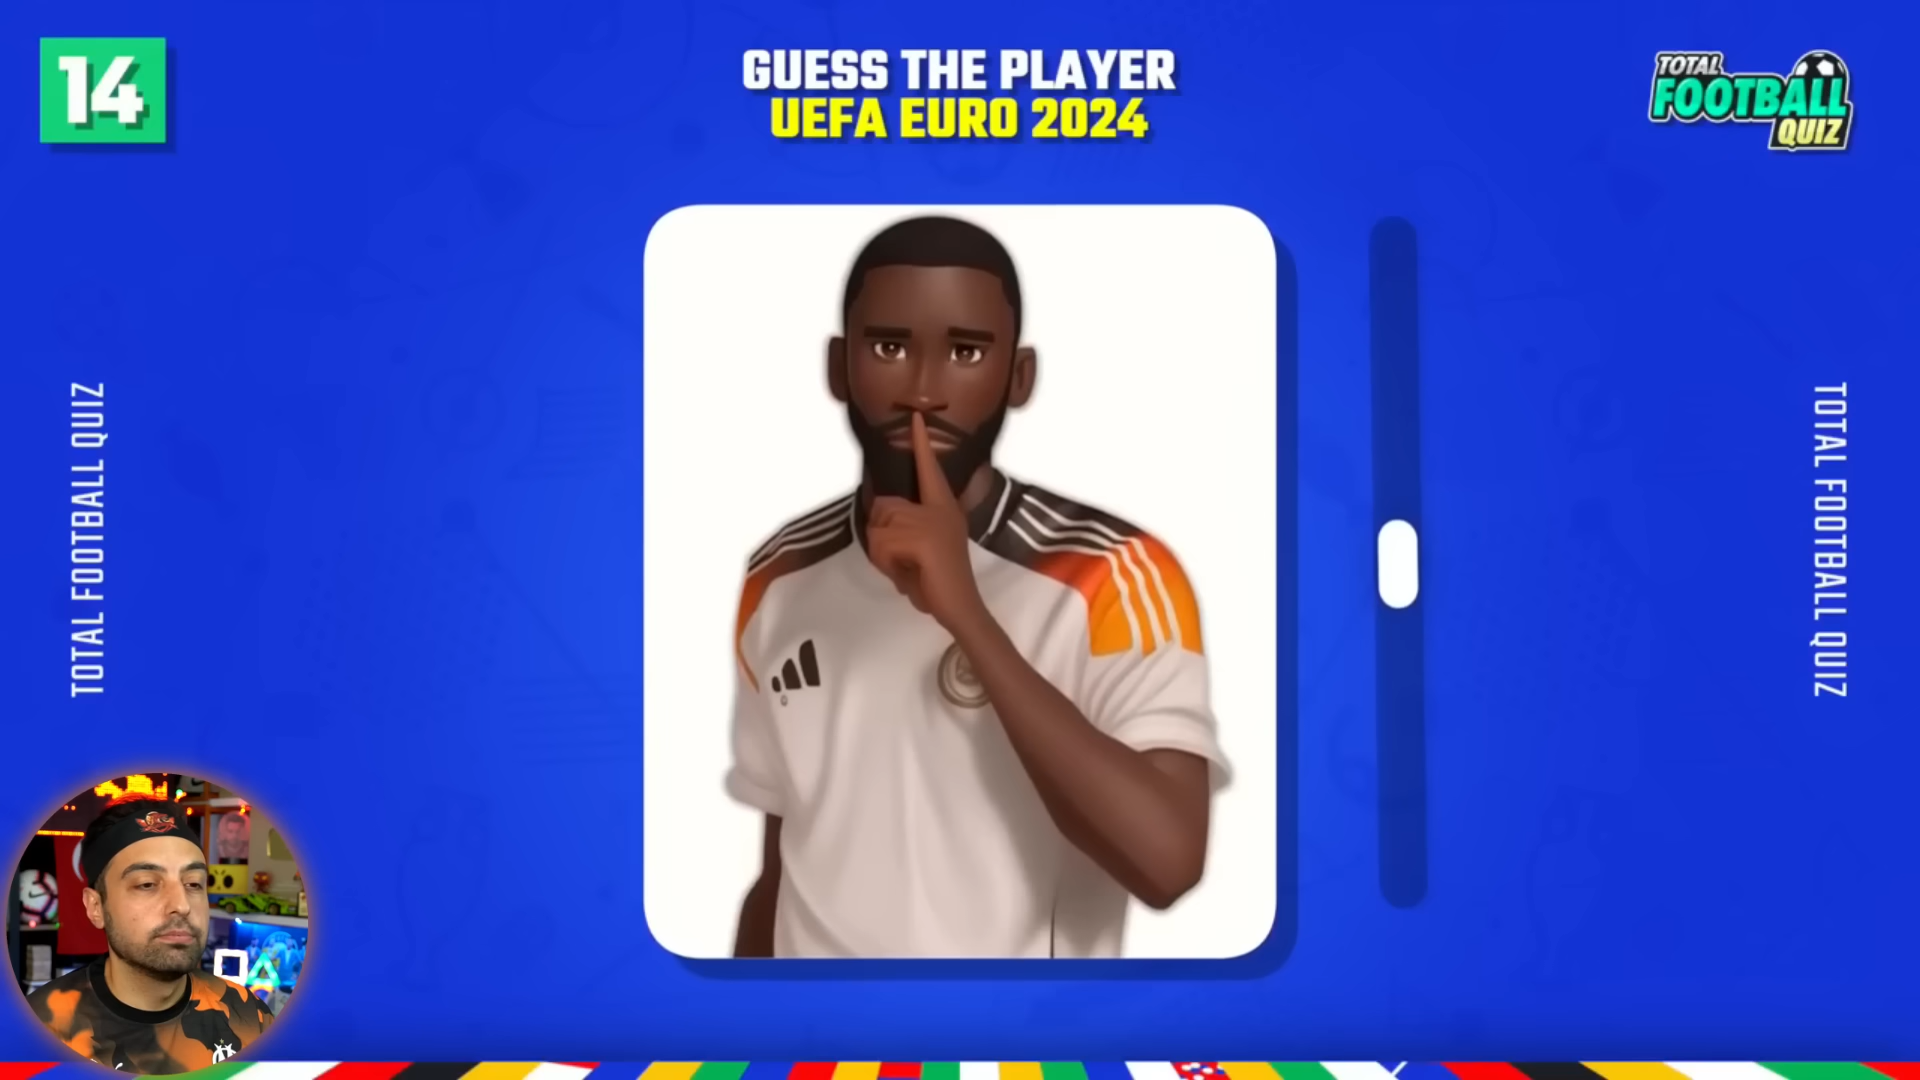 14
GUESS THE PLAYER
UEFA EURO 2024
TOTAL
FOOTBALL
QUIZ
TOTAL FOOTBALL QUIZ
TOTAL FOOTBALL QUIZ